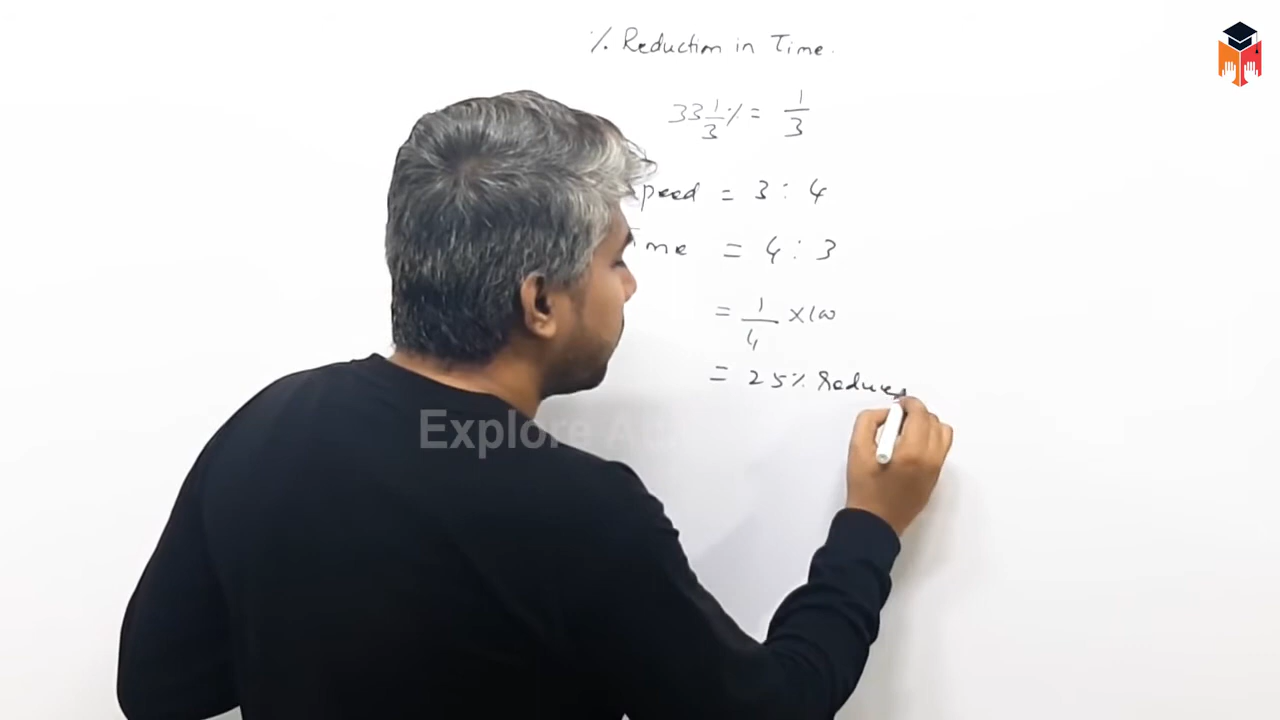 % Reduction in Time.
33 1/3 % = 1/3
peed = 3 : 4
ime = 4 : 3
= 1/4 × 100
= 25% Reduces
Explore Aca